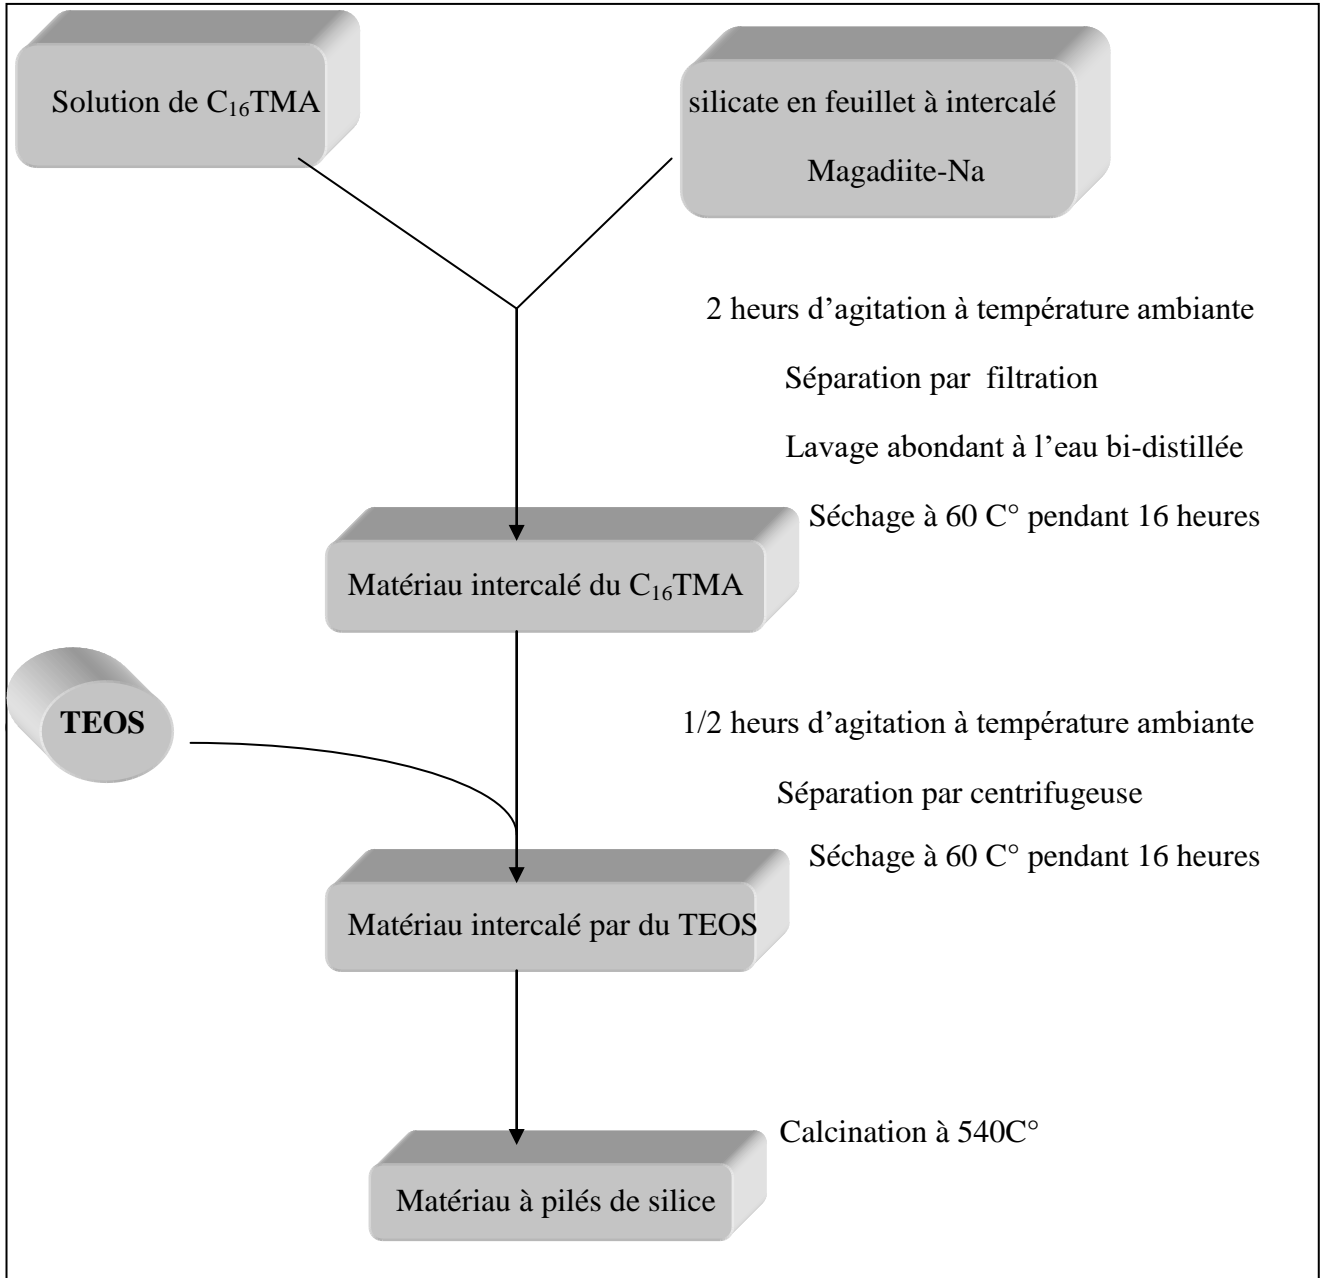 Solution de C₁₆TMA
silicate en feuillet à intercalé
Magadiite-Na
2 heurs d’agitation à température ambiante
Séparation par filtration
Lavage abondant à l’eau bi-distillée
Séchage à 60 C° pendant 16 heures
Matériau intercalé du C₁₆TMA
TEOS
1/2 heurs d’agitation à température ambiante
Séparation par centrifugeuse
Séchage à 60 C° pendant 16 heures
Matériau intercalé par du TEOS
Calcination à 540C°
Matériau à pilés de silice